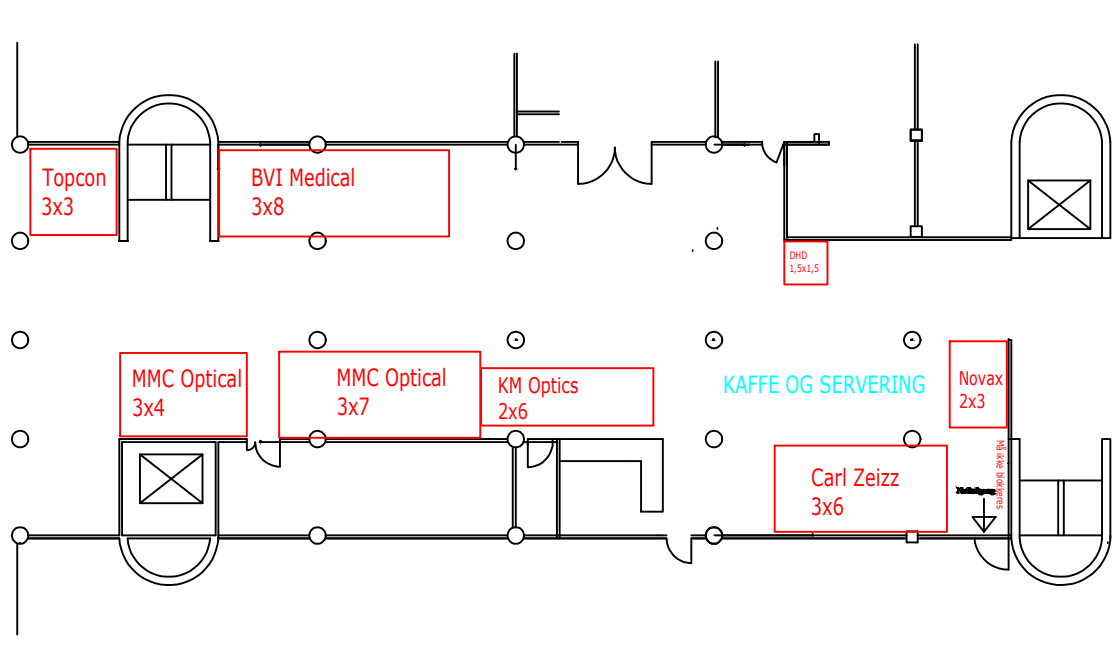 Topcon
3x3
BVI Medical
3x8
DHD
1,5x1,5
MMC Optical
3x4
MMC Optical
3x7
KM Optics
2x6
KAFFE OG SERVERING
Novax
2x3
Må ikke blokkeres
Carl Zeizz
3x6